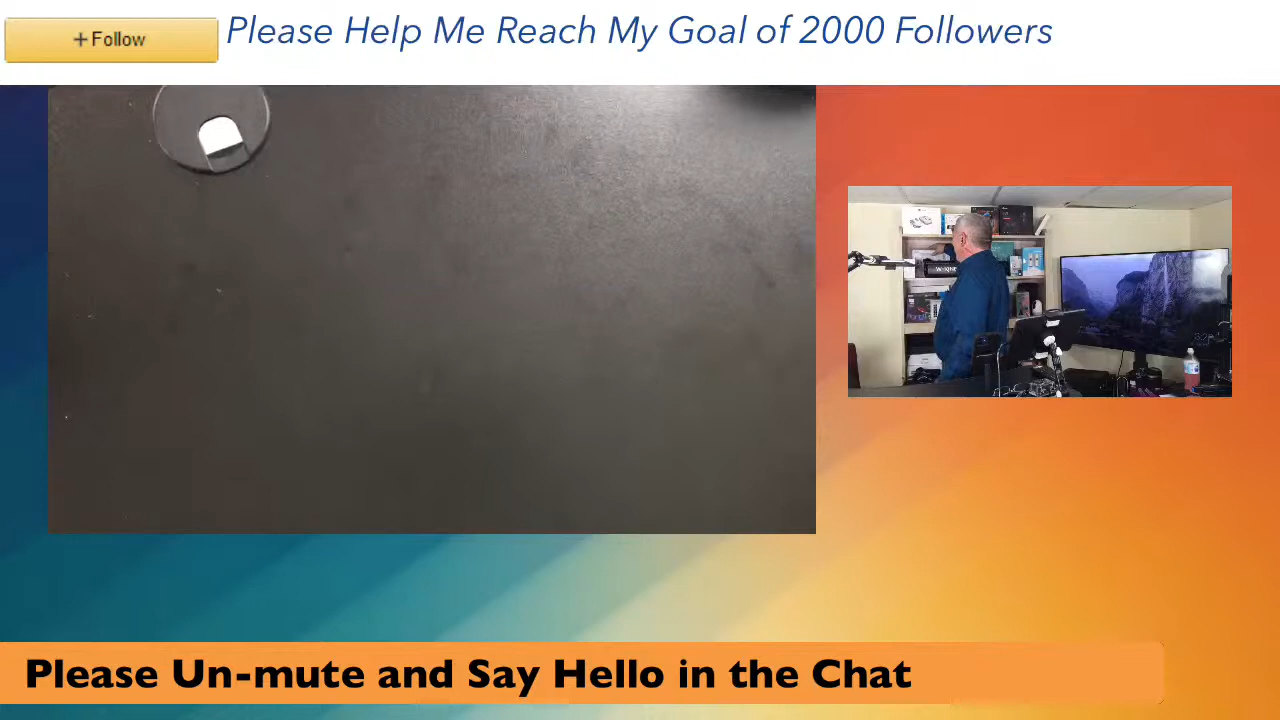 +Follow
Please Help Me Reach My Goal of 2000 Followers
Please Un-mute and Say Hello in the Chat